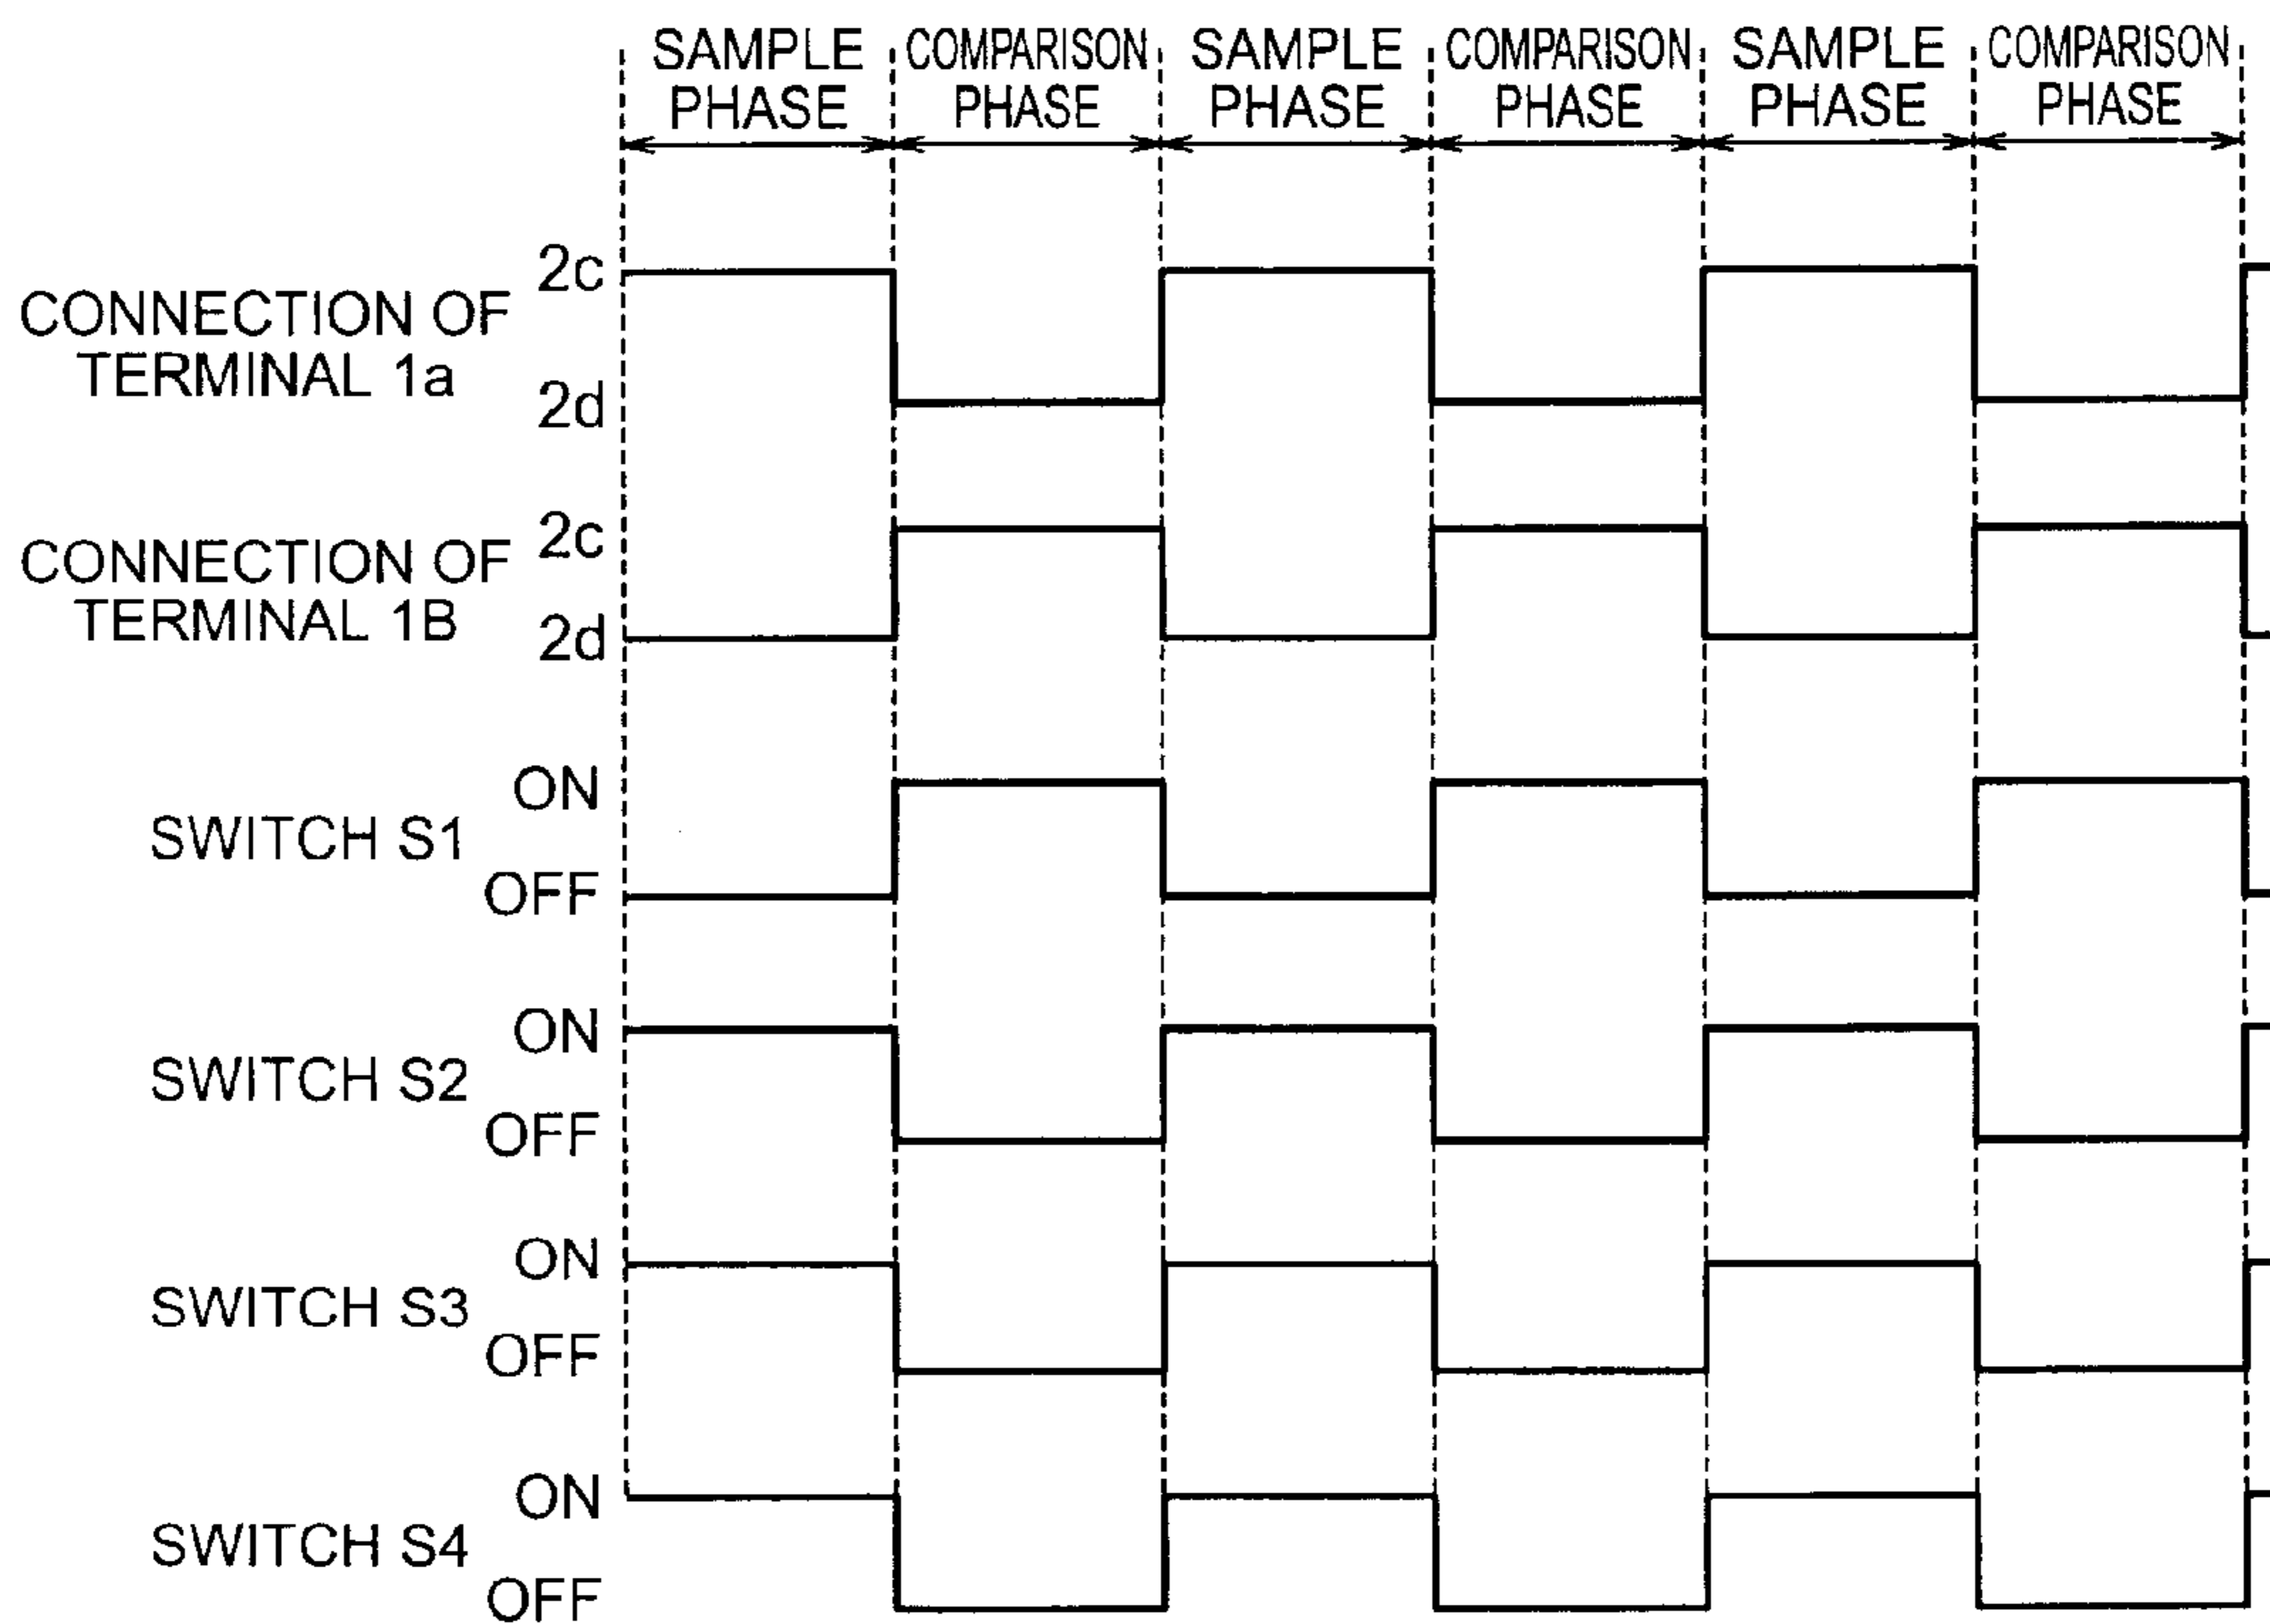 SAMPLE PHASE
COMPARISON PHASE
SAMPLE PHASE
COMPARISON PHASE
SAMPLE PHASE
COMPARISON PHASE
CONNECTION OF
TERMINAL 1a
2c
2d
CONNECTION OF
TERMINAL 1B
2c
2d
SWITCH S1
ON
OFF
SWITCH S2
ON
OFF
SWITCH S3
ON
OFF
SWITCH S4
ON
OFF